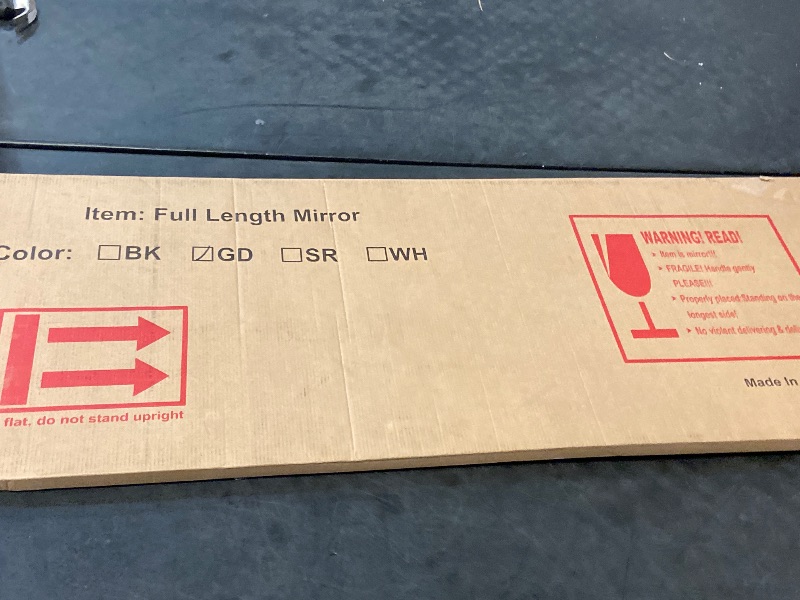 Item: Full Length Mirror
Color: BK GD SR WH
flat, do not stand upright
WARNING! READ!
Item is mirror!!!
FRAGILE! Handle gently
PLEASE!!!
Properly placed:Standing on the
longest side!
No violent delivering &
Made In